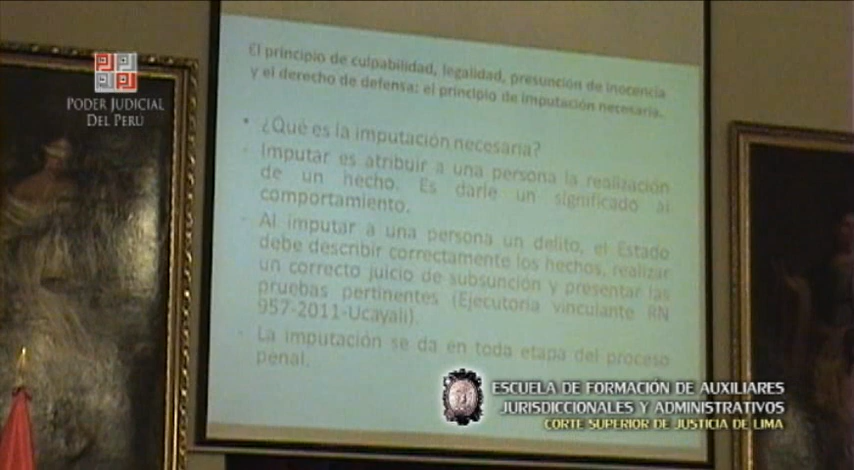 El principio de culpabilidad, legalidad, presunción de inocencia
y el derecho de defensa: el principio de imputación necesaria.
• ¿Qué es la imputación necesaria?
- Imputar es atribuir a una persona la realización
de un hecho. Es darle un significado al
comportamiento.
- Al imputar a una persona un delito, el Estado
debe describir correctamente los hechos, realizar
un correcto juicio de subsunción y presentar las
pruebas pertinentes (Ejecutoria vinculante RN
957-2011-Ucayali).
- La imputación se da en toda etapa del proceso
penal.
PODER JUDICIAL
DEL PERÚ
ESCUELA DE FORMACIÓN DE AUXILIARES
JURISDICCIONALES Y ADMINISTRATIVOS
CORTE SUPERIOR DE JUSTICIA DE LIMA